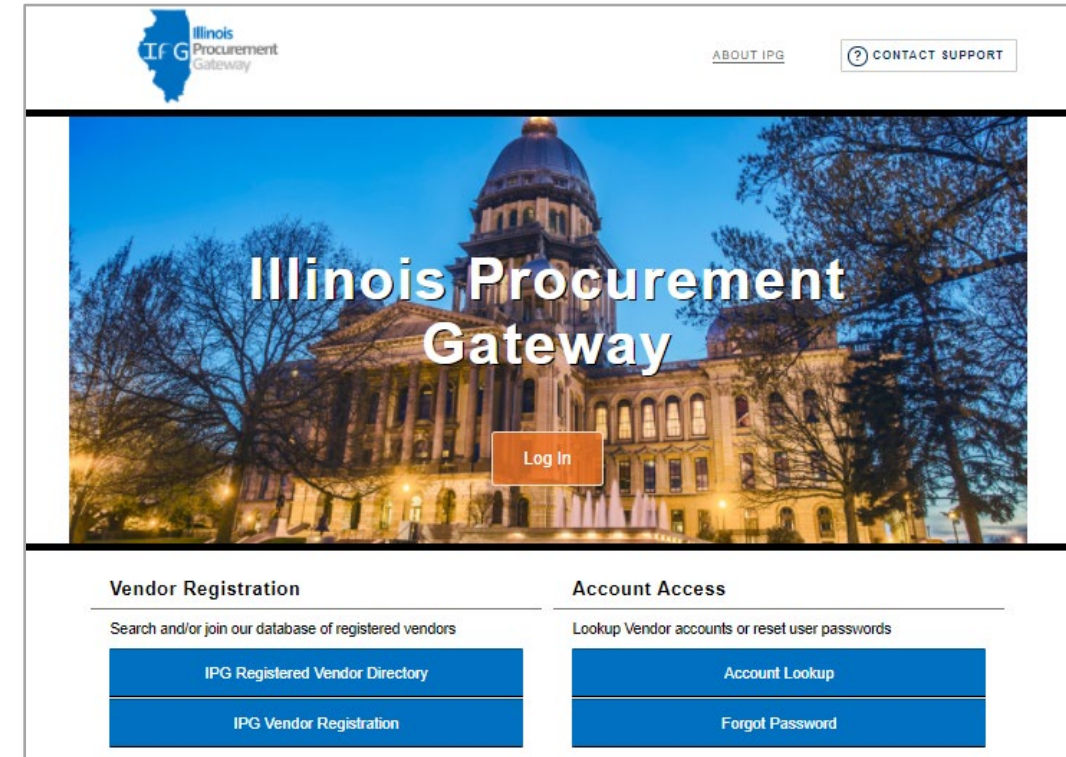 IPG
Illinois
Procurement
Gateway
ABOUT IPG
? CONTACT SUPPORT
Illinois Procurement
Gateway
Log In
Vendor Registration
Search and/or join our database of registered vendors
IPG Registered Vendor Directory
IPG Vendor Registration
Account Access
Lookup Vendor accounts or reset user passwords
Account Lookup
Forgot Password